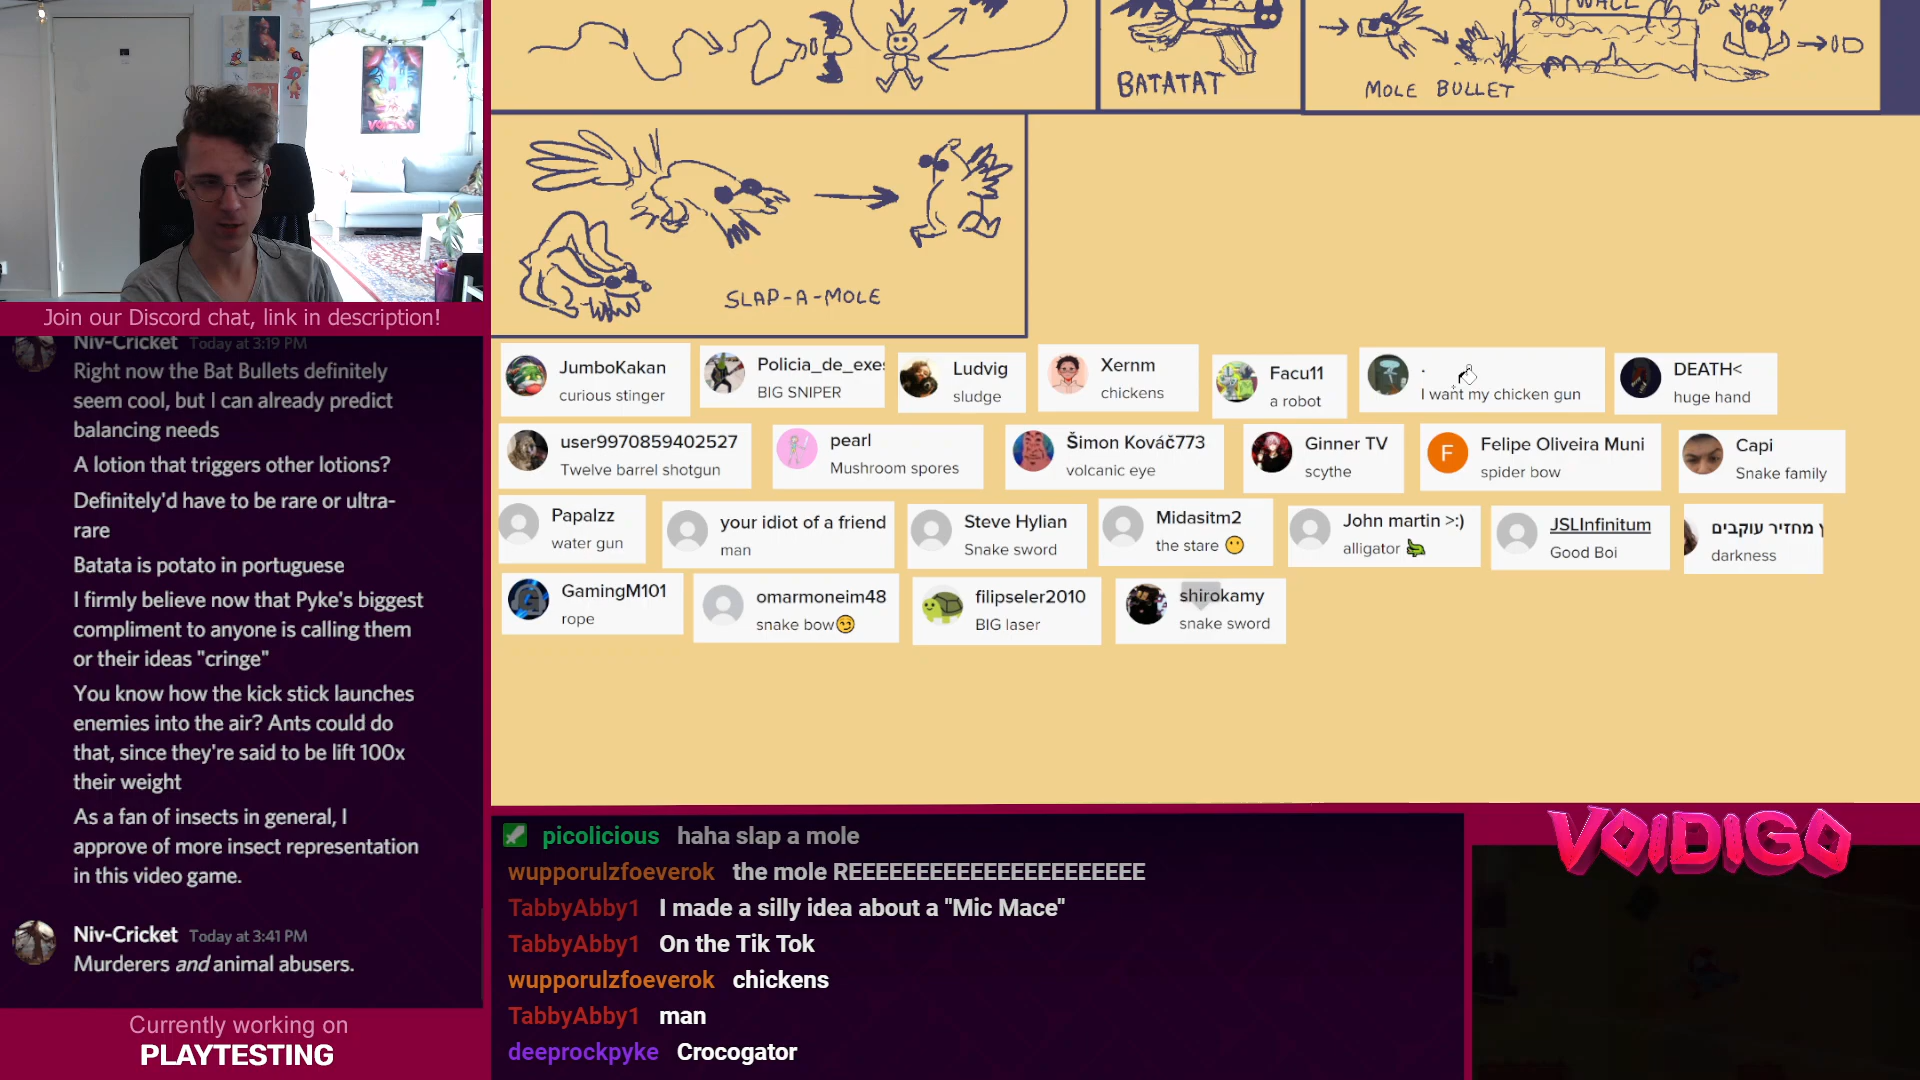 VOIDIGO
Join our Discord chat, link in description!
Niv-Cricket Today at 3:19 PM
Right now the Bat Bullets definitely
seem cool, but I can already predict
balancing needs
A lotion that triggers other lotions?
Definitely'd have to be rare or ultra-
rare
Batata is potato in portuguese
I firmly believe now that Pyke's biggest
compliment to anyone is calling them
or their ideas "cringe"
You know how the kick stick launches
enemies into the air? Ants could do
that, since they're said to be lift 100x
their weight
As a fan of insects in general, I
approve of more insect representation
in this video game.
Niv-Cricket Today at 3:41 PM
Murderers and animal abusers.
Currently working on
PLAYTESTING
BATATAT
WALL
MOLE BULLET
SLAP-A-MOLE
JumboKakan
curious stinger
Policia_de_exe
BIG SNIPER
Ludvig
sludge
Xernm
chickens
Facu11
a robot
.
I want my chicken gun
DEATH<
huge hand
user9970859402527
Twelve barrel shotgun
pearl
Mushroom spores
Šimon Kováč773
volcanic eye
Ginner TV
scythe
F
Felipe Oliveira Muni
spider bow
Capi
Snake family
Papalzz
water gun
your idiot of a friend
man
Steve Hylian
Snake sword
Midasitm2
the stare 😶
John martin >:)
alligator 🐊
JSLInfinitum
Good Boi
ץ מחזיר עוקבים
darkness
GamingM101
rope
omarmoneim48
snake bow😏
filipseler2010
BIG laser
shirokamy
snake sword
picolicious haha slap a mole
wupporulzfoeverok the mole REEEEEEEEEEEEEEEEEEEEEE
TabbyAbby1 I made a silly idea about a "Mic Mace"
TabbyAbby1 On the Tik Tok
wupporulzfoeverok chickens
TabbyAbby1 man
deeprockpyke Crocogator
VOIDIGO